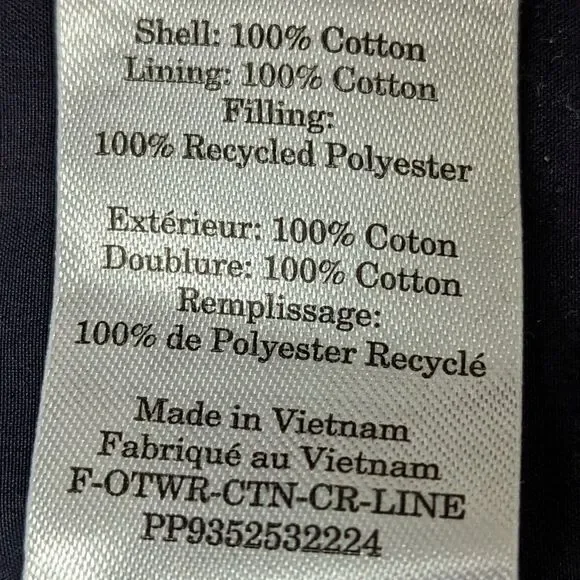 Shell: 100% Cotton
Lining: 100% Cotton
Filling:
100% Recycled Polyester
Extérieur: 100% Coton
Doublure: 100% Cotton
Remplissage:
100% de Polyester Recyclé
Made in Vietnam
Fabriqué au Vietnam
F-OTWR-CTN-CR-LINE
PP9352532224